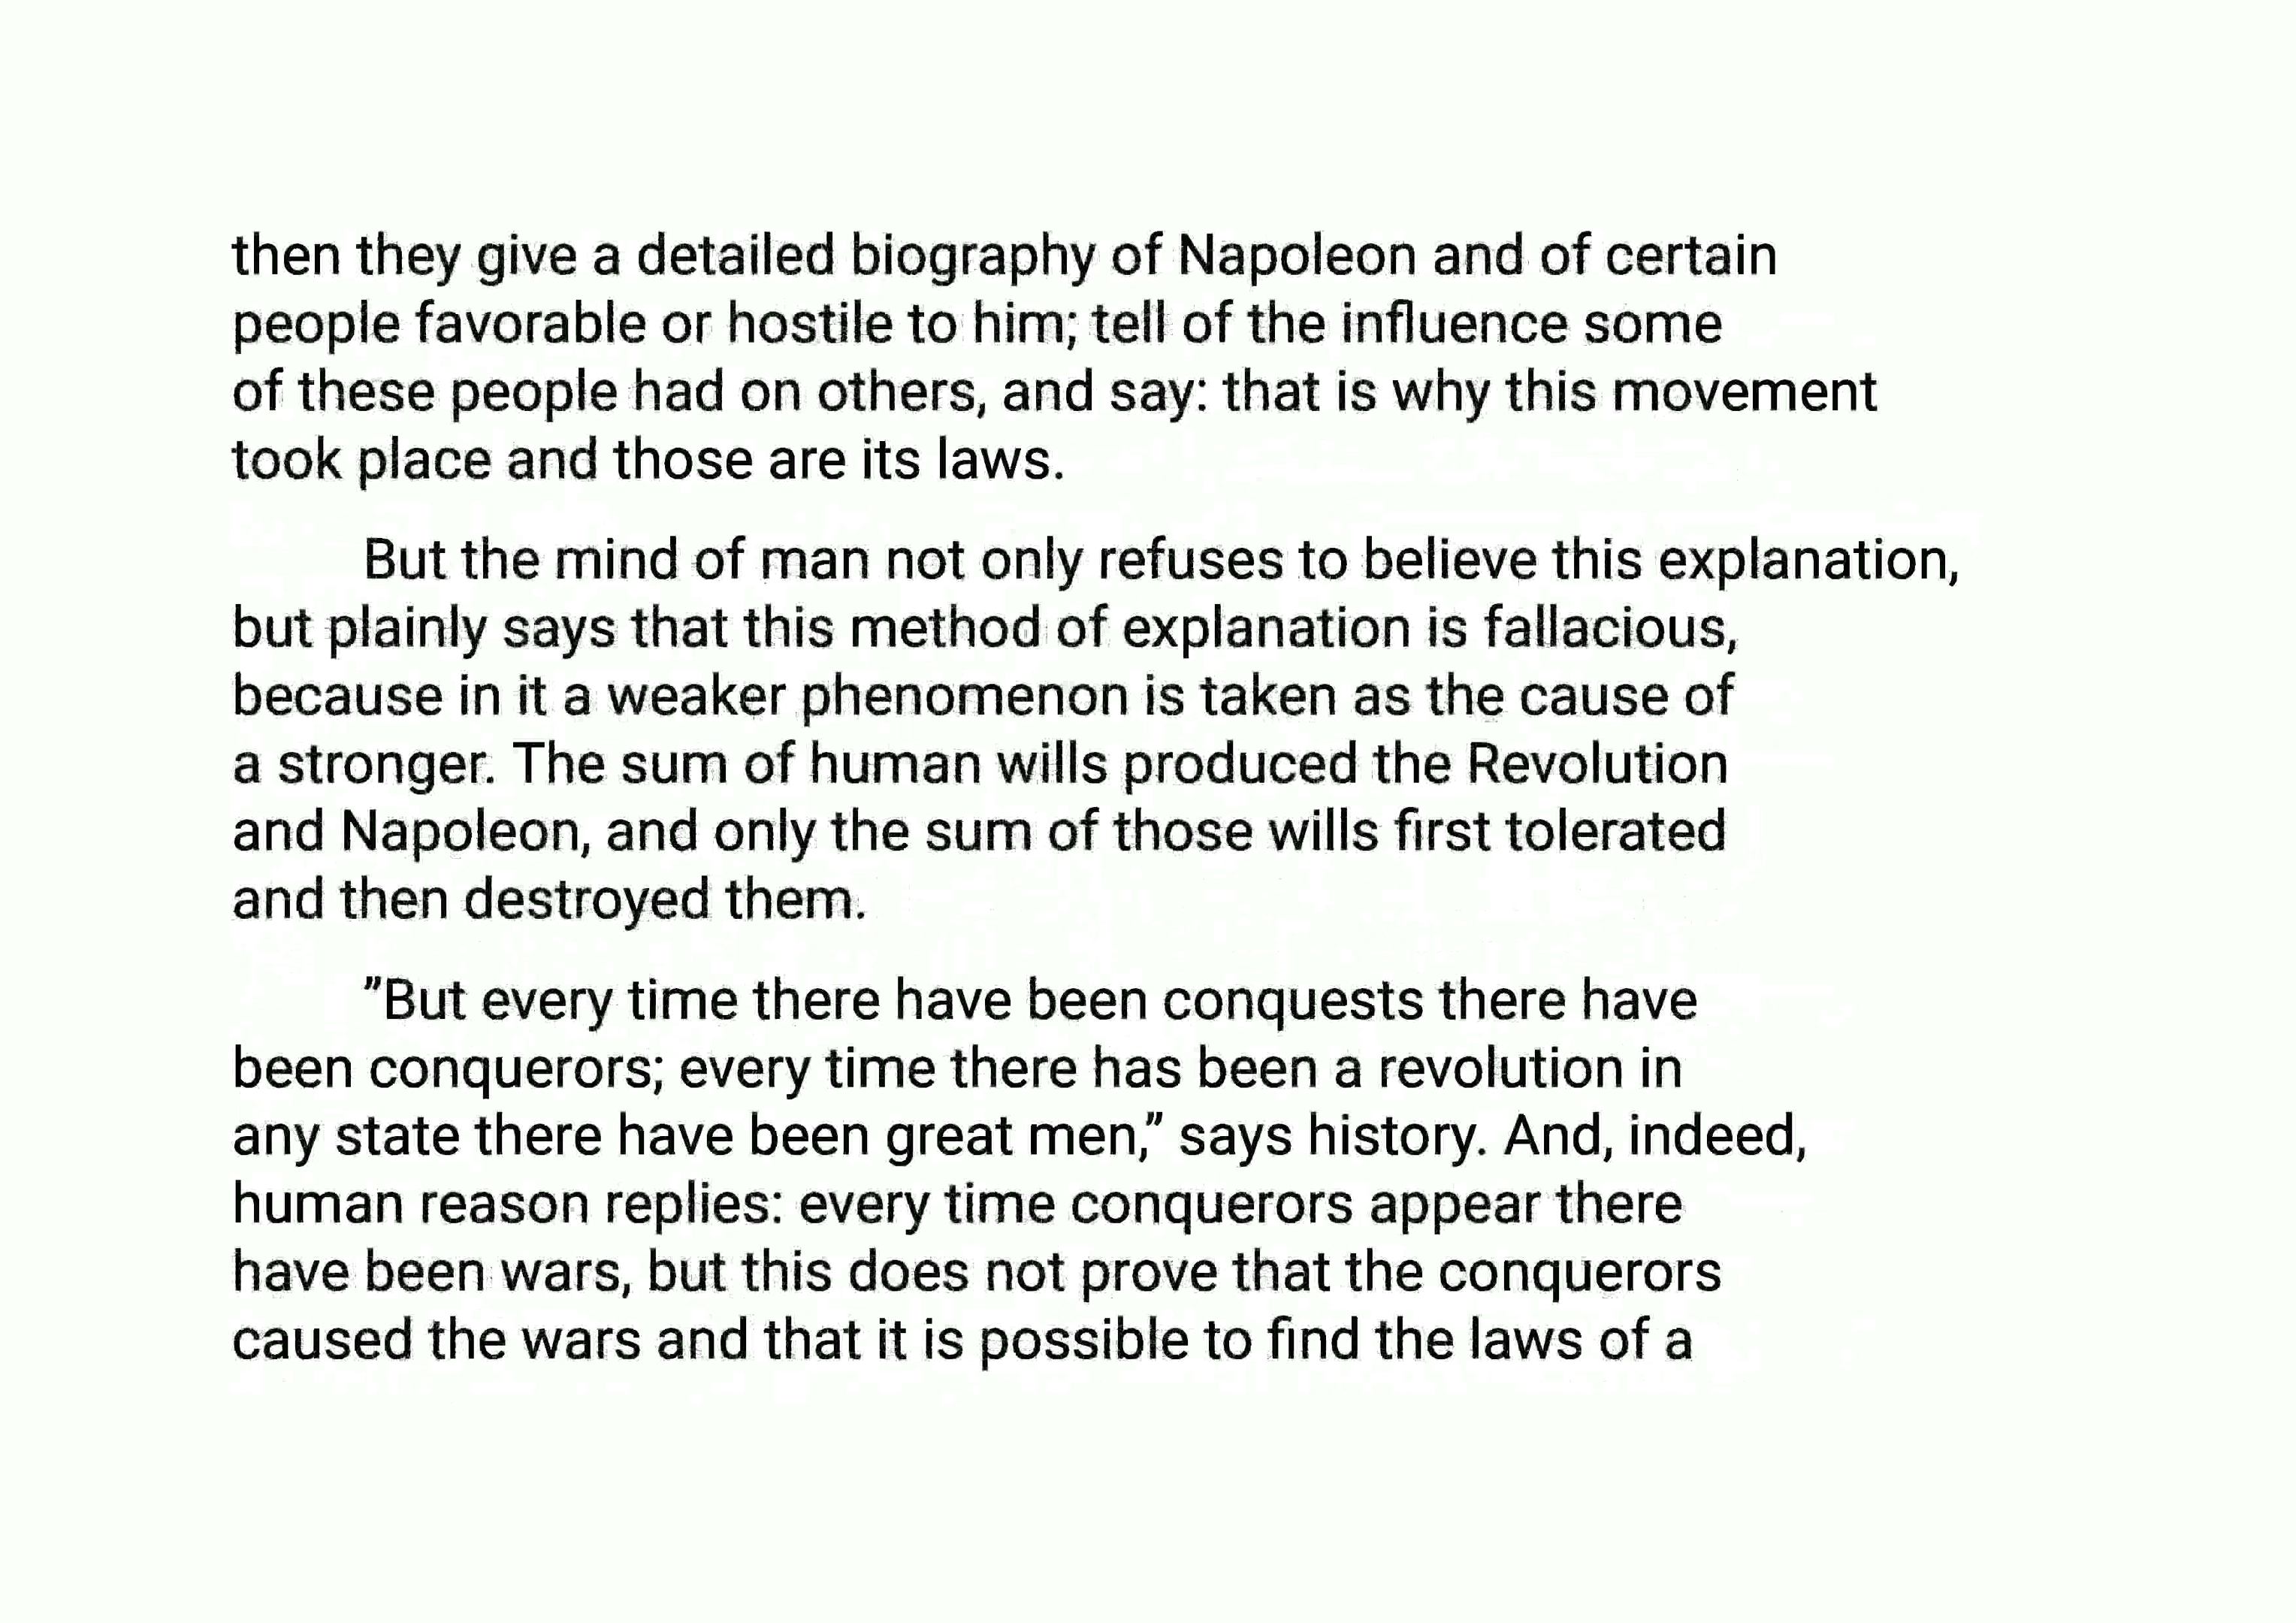 then they give a detailed biography of Napoleon and of certain
people favorable or hostile to him; tell of the influence some
of these people had on others, and say: that is why this movement
took place and those are its laws.
But the mind of man not only refuses to believe this explanation,
but plainly says that this method of explanation is fallacious,
because in it a weaker phenomenon is taken as the cause of
a stronger. The sum of human wills produced the Revolution
and Napoleon, and only the sum of those wills first tolerated
and then destroyed them.
”But every time there have been conquests there have
been conquerors; every time there has been a revolution in
any state there have been great men,” says history. And, indeed,
human reason replies: every time conquerors appear there
have been wars, but this does not prove that the conquerors
caused the wars and that it is possible to find the laws of a